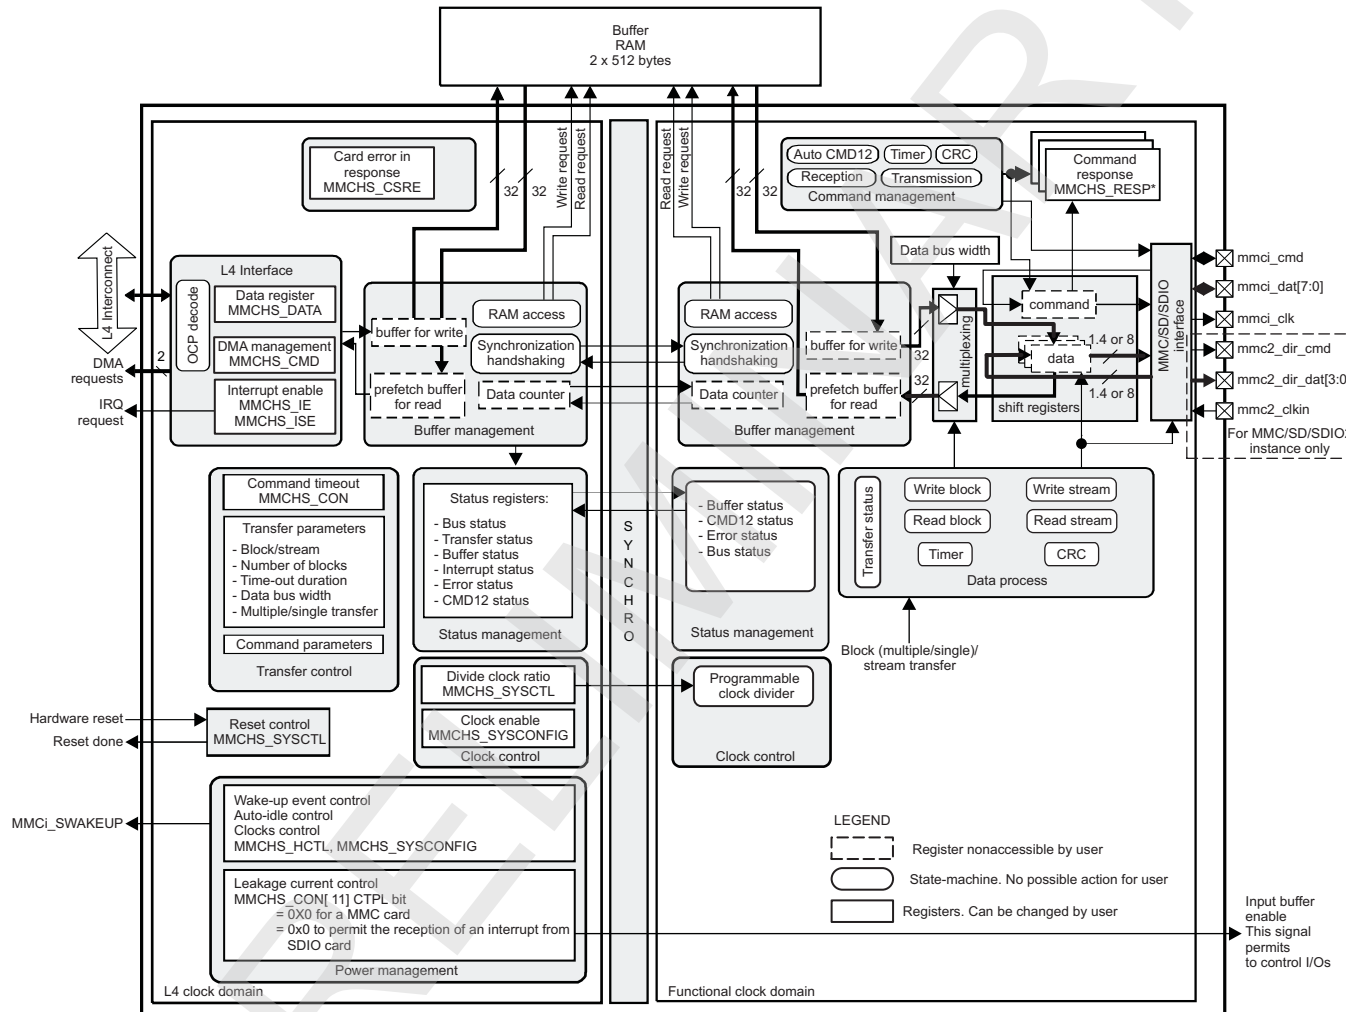 Buffer
RAM
2 x 512 bytes
Write request
Read request
32
32
Read request
Write request
32
32
Card error in
response
MMCHS_CSRE
Auto CMD12
Timer
CRC
Reception
Transmission
Command management
Command
response
MMCHS_RESP*
L4 Interconnect
DMA
requests
2
IRQ
request
L4 Interface
OCP decode
Data register
MMCHS_DATA
DMA management
MMCHS_CMD
Interrupt enable
MMCHS_IE
MMCHS_ISE
buffer for write
prefetch buffer
for read
RAM access
Synchronization
handshaking
Data counter
Buffer management
RAM access
Synchronization
handshaking
Data counter
buffer for write
prefetch buffer
for read
Buffer management
Data bus width
32
32
multiplexing
command
data
1.4 or 8
1.4 or 8
shift registers
MMC/SD/SDIO
interface
mmci_cmd
mmci_dat[7:0]
mmci_clk
mmc2_dir_cmd
mmc2_dir_dat[3:0
mmc2_clkin
For MMC/SD/SDIO2
instance only
Command timeout
MMCHS_CON
Transfer parameters
- Block/stream
- Number of blocks
- Time-out duration
- Data bus width
- Multiple/single transfer
Command parameters
Transfer control
Status registers:
- Bus status
- Transfer status
- Buffer status
- Interrupt status
- Error status
- CMD12 status
Status management
SYNCHRO
- Buffer status
- CMD12 status
- Error status
- Bus status
Status management
Transfer status
Write block
Write stream
Read block
Read stream
Timer
CRC
Data process
Block (multiple/single)/
stream transfer
Divide clock ratio
MMCHS_SYSCTL
Clock enable
MMCHS_SYSCONFIG
Clock control
Programmable
clock divider
Clock control
Hardware reset
Reset done
Reset control
MMCHS_SYSCTL
MMCi_SWAKEUP
Wake-up event control
Auto-idle control
Clocks control
MMCHS_HCTL, MMCHS_SYSCONFIG
Leakage current control
MMCHS_CON[ 11] CTPL bit
= 0X0 for a MMC card
= 0x0 to permit the reception of an interrupt from
SDIO card
Power management
LEGEND
Register nonaccessible by user
State-machine. No possible action for user
Registers. Can be changed by user
Input buffer
enable
This signal
permits
to control I/Os
L4 clock domain
Functional clock domain